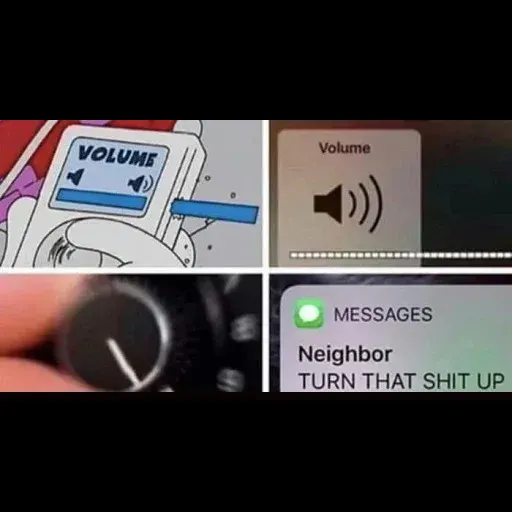 VOLUME
Volume
MESSAGES
Neighbor
TURN THAT SHIT UP